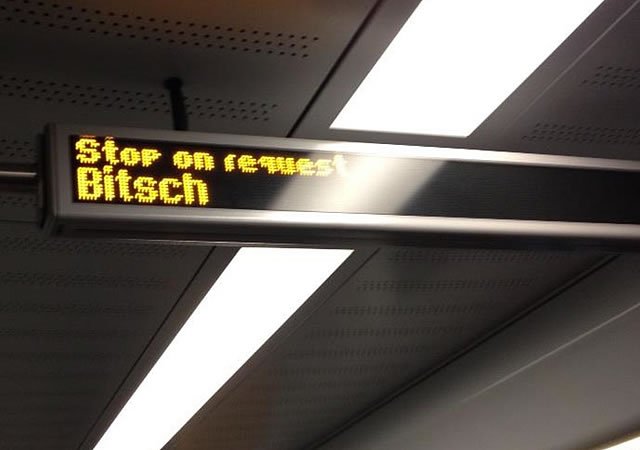 Stop on request
Bitsch